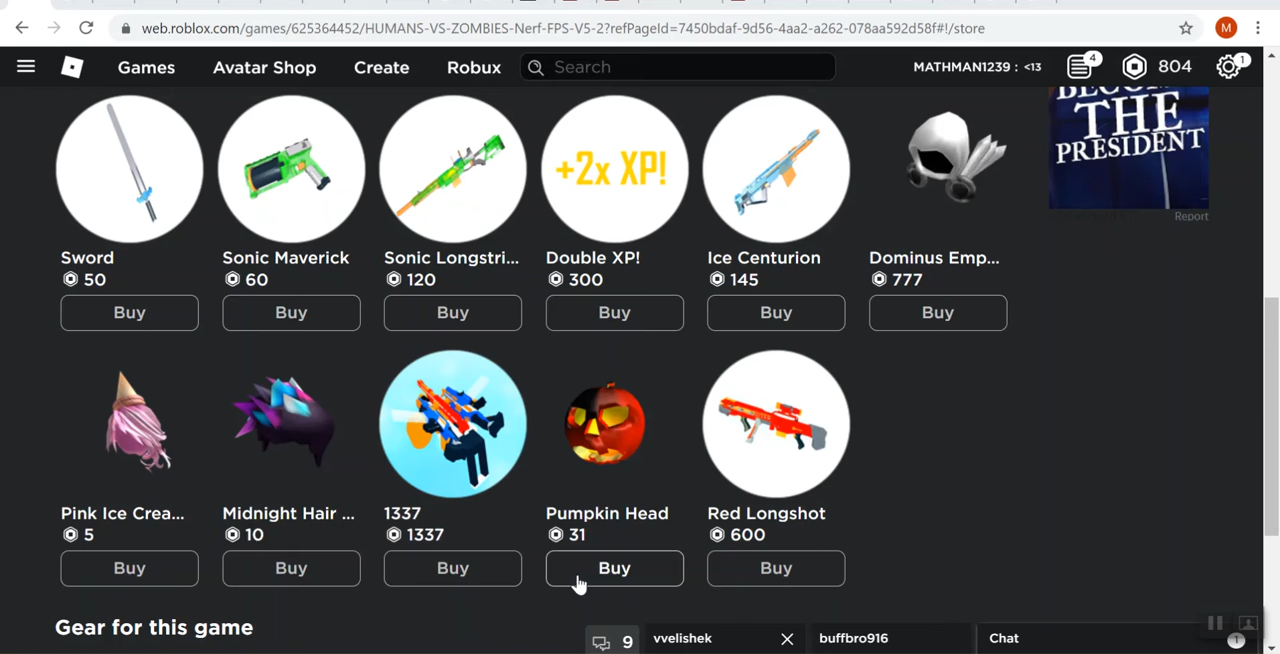 web.roblox.com/games/625364452/HUMANS-VS-ZOMBIES-Nerf-FPS-V5-2?refPageId=7450bdaf-9d56-4aa2-a262-078aa592d58f#!/store
M
Games Avatar Shop Create Robux Search MATHMAN1239 : <13 4 804 1
BECOME
THE
PRESIDENT
Report
+2x XP!
Sword Sonic Maverick Sonic Longstri... Double XP! Ice Centurion Dominus Emp...
50 60 120 300 145 777
Buy Buy Buy Buy Buy Buy
Pink Ice Crea... Midnight Hair ... 1337 Pumpkin Head Red Longshot
5 10 1337 31 600
Buy Buy Buy Buy Buy
Gear for this game
9 vvelishek buffbro916 Chat 1